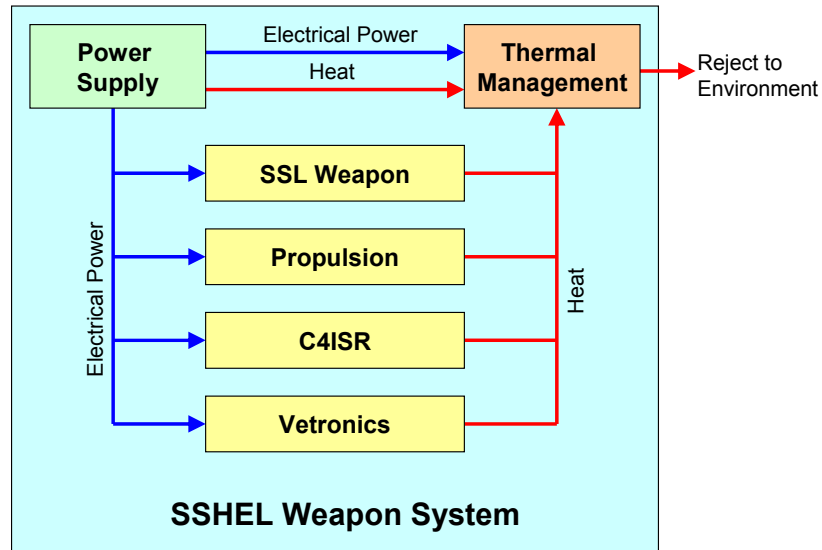 Power
Supply
Electrical Power
Heat
Thermal
Management
Reject to
Environment
SSL Weapon
Propulsion
C4ISR
Vetronics
Electrical Power
Heat
SSHEL Weapon System